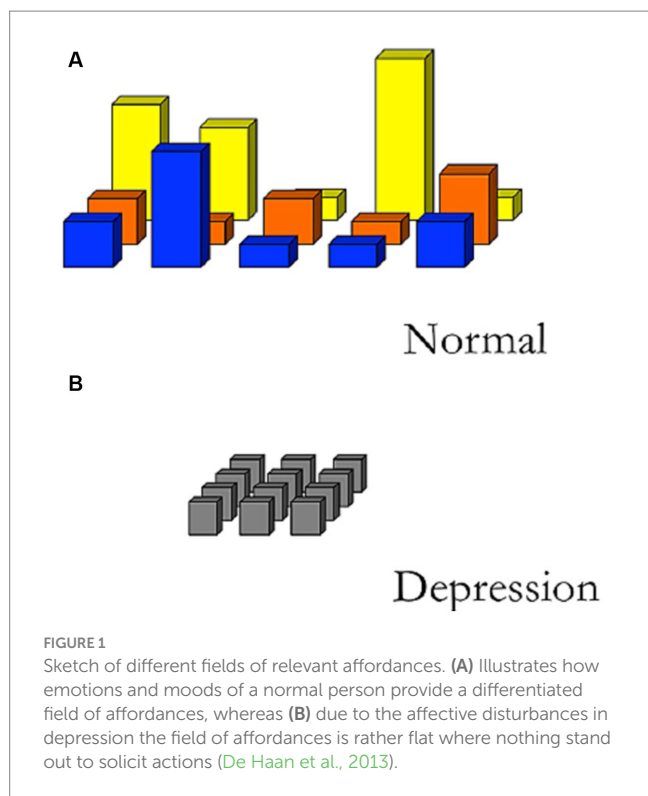 A
Normal
B
Depression
FIGURE 1
Sketch of different fields of relevant affordances. (A) Illustrates how
emotions and moods of a normal person provide a differentiated
field of affordances, whereas (B) due to the affective disturbances in
depression the field of affordances is rather flat where nothing stand
out to solicit actions (De Haan et al., 2013).